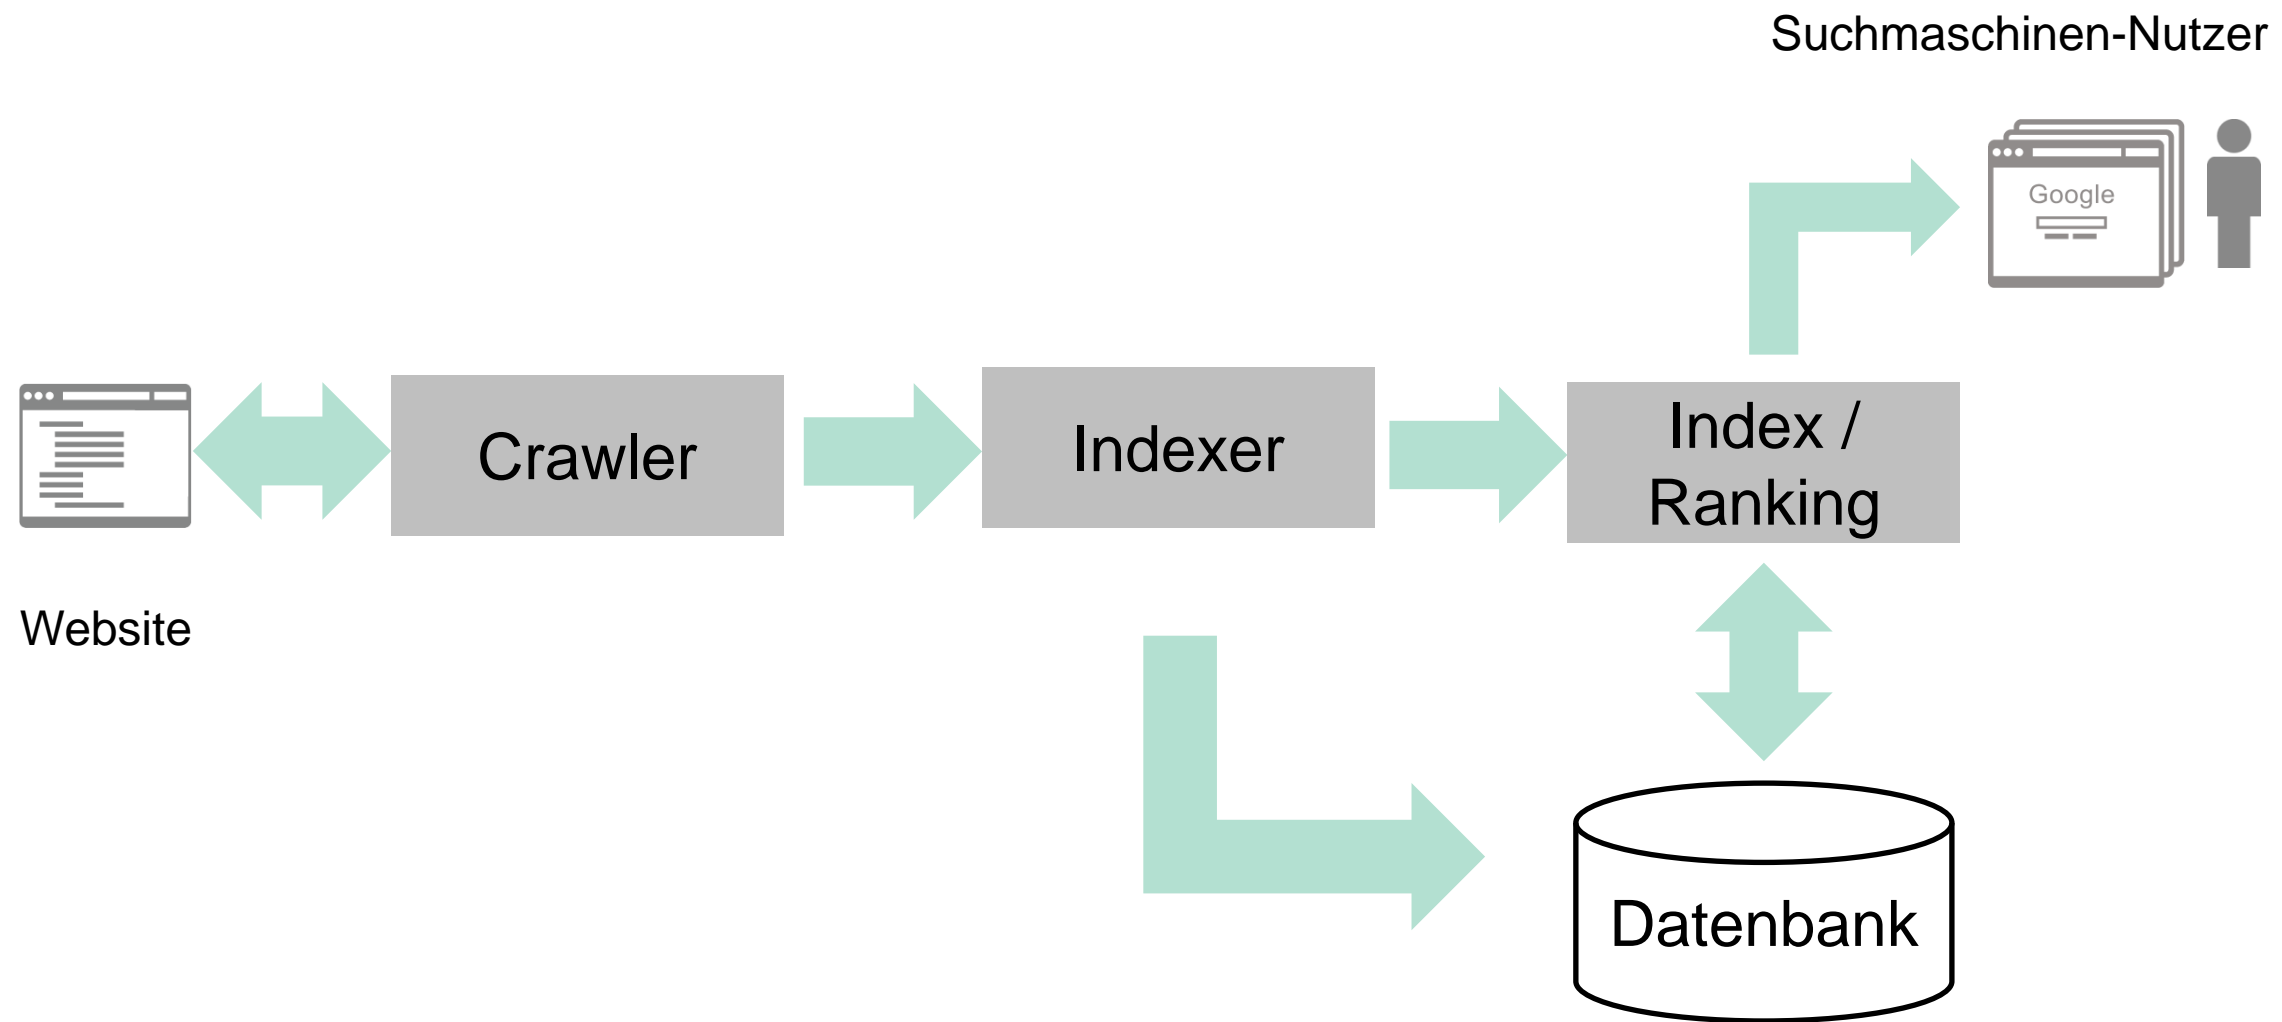 Suchmaschinen-Nutzer
Google
Crawler
Indexer
Index /
Ranking
Website
Datenbank